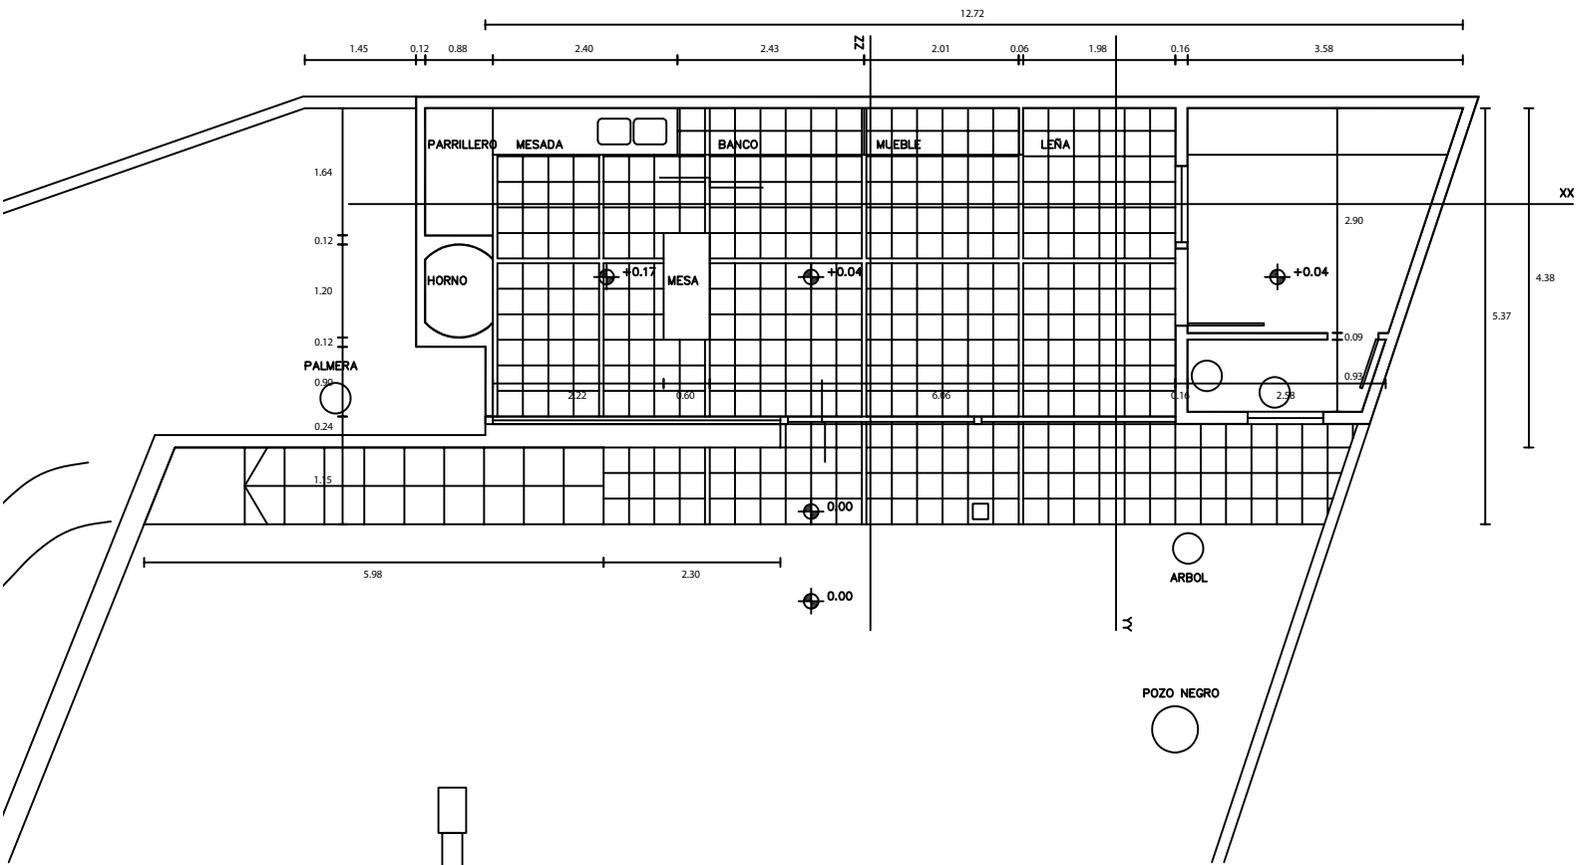 12.72
1.45 0.12 0.88 2.40 2.43 ZZ 2.01 0.06 1.98 0.16 3.58
PARRILLERO MESADA BANCO MUEBLE LEÑA
1.64
XX
2.90
0.12
+0.17 +0.04 +0.04
HORNO MESA
4.38
1.20
5.37
0.12 0.09
PALMERA
0.90 0.93
2.22 0.60 6.06 0.16 2.58
0.24
1.15
0.00
5.98 2.30 ARBOL
0.00
YY
POZO NEGRO